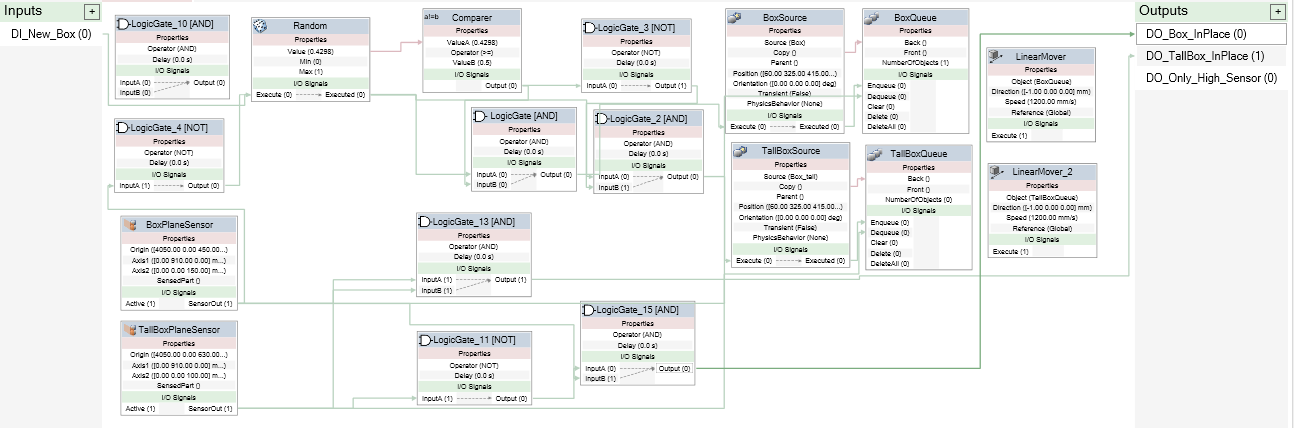 Inputs +
DI_New_Box (0)
LogicGate_10 [AND]
Properties
Operator (AND)
Delay (0.0 s)
I/O Signals
InputA (0) Output (0)
InputB (0)
LogicGate_4 [NOT]
Properties
Operator (NOT)
Delay (0.0 s)
I/O Signals
InputA (1) Output (0)
BoxPlaneSensor
Properties
Origin ([4050.00 0.00 450.00...)
Axis1 ([0.00 910.00 0.00] m...)
Axis2 ([0.00 0.00 150.00] m...)
SensedPart ()
I/O Signals
Active (1) SensorOut (1)
TallBoxPlaneSensor
Properties
Origin ([4050.00 0.00 630.00...)
Axis1 ([0.00 910.00 0.00] m...)
Axis2 ([0.00 0.00 100.00] m...)
SensedPart ()
I/O Signals
Active (1) SensorOut (1)
Random
Properties
Value (0.4298)
Min (0)
Max (1)
I/O Signals
Execute (0) Executed (0)
a!=b Comparer
Properties
ValueA (0.4298)
Operator (>=)
ValueB (0.5)
I/O Signals
Output (0)
LogicGate [AND]
Properties
Operator (AND)
Delay (0.0 s)
I/O Signals
InputA (0) Output (0)
InputB (0)
LogicGate_13 [AND]
Properties
Operator (AND)
Delay (0.0 s)
I/O Signals
InputA (1) Output (1)
InputB (1)
LogicGate_11 [NOT]
Properties
Operator (NOT)
Delay (0.0 s)
I/O Signals
InputA (1) Output (0)
LogicGate_3 [NOT]
Properties
Operator (NOT)
Delay (0.0 s)
I/O Signals
InputA (0) Output (1)
LogicGate_2 [AND]
Properties
Operator (AND)
Delay (0.0 s)
I/O Signals
InputA (0) Output (0)
InputB (1)
LogicGate_15 [AND]
Properties
Operator (AND)
Delay (0.0 s)
I/O Signals
InputA (0) Output (0)
InputB (1)
BoxSource
Properties
Source (Box)
Copy ()
Parent ()
Position ([60.00 325.00 415.00...)
Orientation ([0.00 0.00 0.00] deg)
Transient (False)
PhysicsBehavior (None)
I/O Signals
Execute (0) Executed (0)
TallBoxSource
Properties
Source (Box_tall)
Copy ()
Parent ()
Position ([60.00 325.00 415.00...)
Orientation ([0.00 0.00 0.00] deg)
Transient (False)
PhysicsBehavior (None)
I/O Signals
Execute (0) Executed (0)
BoxQueue
Properties
Back ()
Front ()
NumberOfObjects (1)
I/O Signals
Enqueue (0)
Dequeue (0)
Clear (0)
Delete (0)
DeleteAll (0)
TallBoxQueue
Properties
Back ()
Front ()
NumberOfObjects (0)
I/O Signals
Enqueue (0)
Dequeue (0)
Clear (0)
Delete (0)
DeleteAll (0)
LinearMover
Properties
Object (BoxQueue)
Direction ([-1.00 0.00 0.00] mm)
Speed (1200.00 mm/s)
Reference (Global)
I/O Signals
Execute (1)
LinearMover_2
Properties
Object (TallBoxQueue)
Direction ([-1.00 0.00 0.00] mm)
Speed (1200.00 mm/s)
Reference (Global)
I/O Signals
Execute (1)
Outputs +
DO_Box_InPlace (0)
DO_TallBox_InPlace (1)
DO_Only_High_Sensor (0)